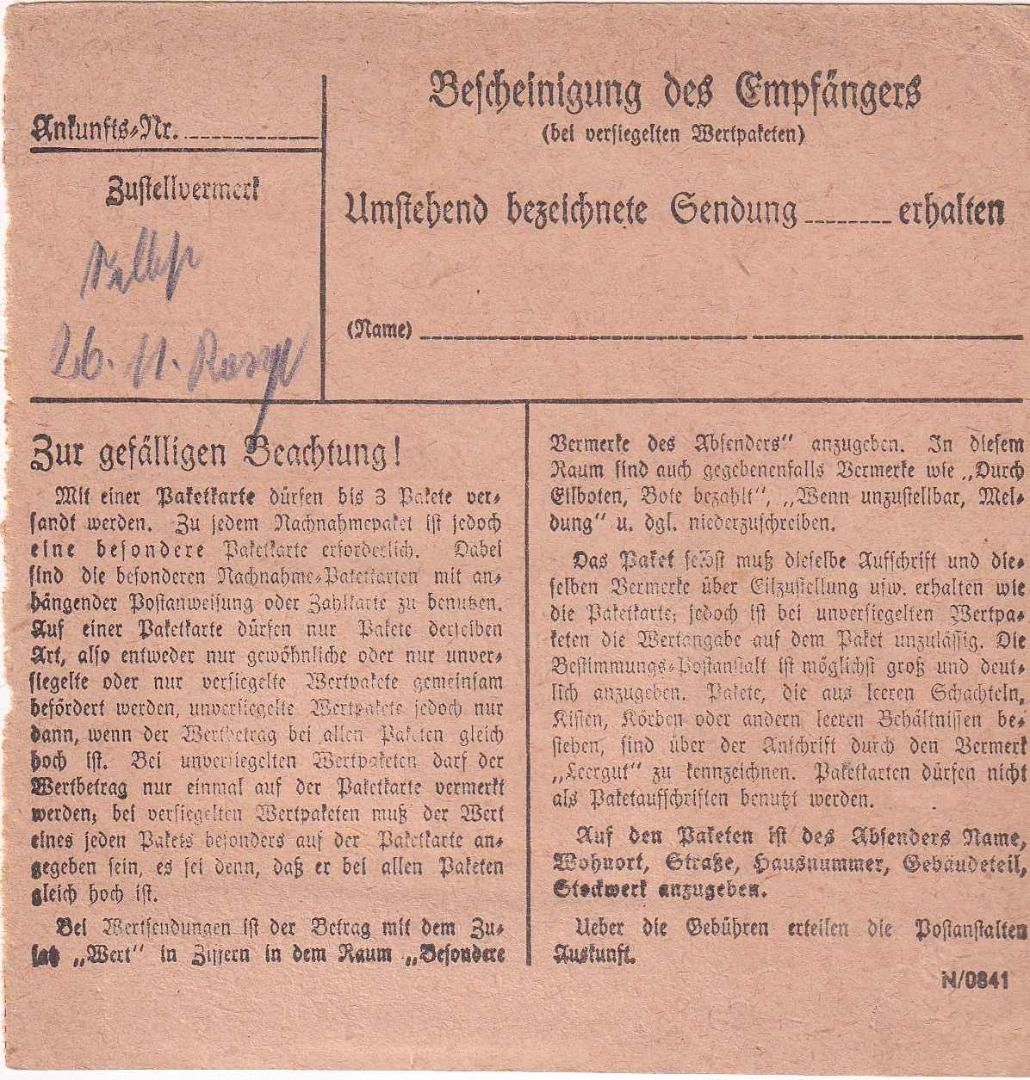 Ankunfts-Nr.
Zustellvermerk
26. 11.
Bescheinigung des Empfängers
(bei versiegelten Wertpaketen)
Umstehend bezeichnete Sendung erhalten
(Name)
Zur gefälligen Beachtung!
Mit einer Paketkarte dürfen bis 3 Pakete ver-
sandt werden. Zu jedem Nachnahmepaket ist jedoch
eine besondere Paketkarte erforderlich. Dabei
sind die besonderen Nachnahme-Paketkarten mit an-
hängender Postanweisung oder Zahlkarte zu benutzen.
Auf einer Paketkarte dürfen nur Pakete derselben
Art, also entweder nur gewöhnliche oder nur unver-
siegelte oder nur versiegelte Wertpakete gemeinsam
befördert werden, unversiegelte Wertpakete jedoch nur
dann, wenn der Wertbetrag bei allen Paketen gleich
hoch ist. Bei unversiegelten Wertpaketen darf der
Wertbetrag nur einmal auf der Paketkarte vermerkt
werden; bei versiegelten Wertpaketen muß der Wert
eines jeden Pakets besonders auf der Paketkarte an-
gegeben sein, es sei denn, daß er bei allen Paketen
gleich hoch ist.
Bei Wertsendungen ist der Betrag mit dem Zu-
satz „Wert" in Ziffern in dem Raum „Besondere
Vermerke des Absenders" anzugeben. In diesem
Raum sind auch gegebenenfalls Vermerke wie „Durch
Eilboten, Bote bezahlt", „Wenn unzustellbar, Mel-
dung" u. dgl. niederzuschreiben.
Das Paket selbst muß dieselbe Aufschrift und die-
selben Vermerke über Eilzustellung usw. erhalten wie
die Paketkarte; jedoch ist bei unversiegelten Wertpa-
keten die Wertangabe auf dem Paket unzulässig. Die
Bestimmungs-Postanstalt ist möglichst groß und deut-
lich anzugeben. Pakete, die aus leeren Schachteln,
Kisten, Körben oder andern leeren Behältnissen be-
stehen, sind über der Anschrift durch den Vermerk
„Leergut" zu kennzeichnen. Paketkarten dürfen nicht
als Paketaufschriften benutzt werden.
Auf den Paketen ist des Absenders Name,
Wohnort, Straße, Hausnummer, Gebäudeteil,
Stockwerk anzugeben.
Ueber die Gebühren erteilen die Postanstalten
Auskunft.
N/0841